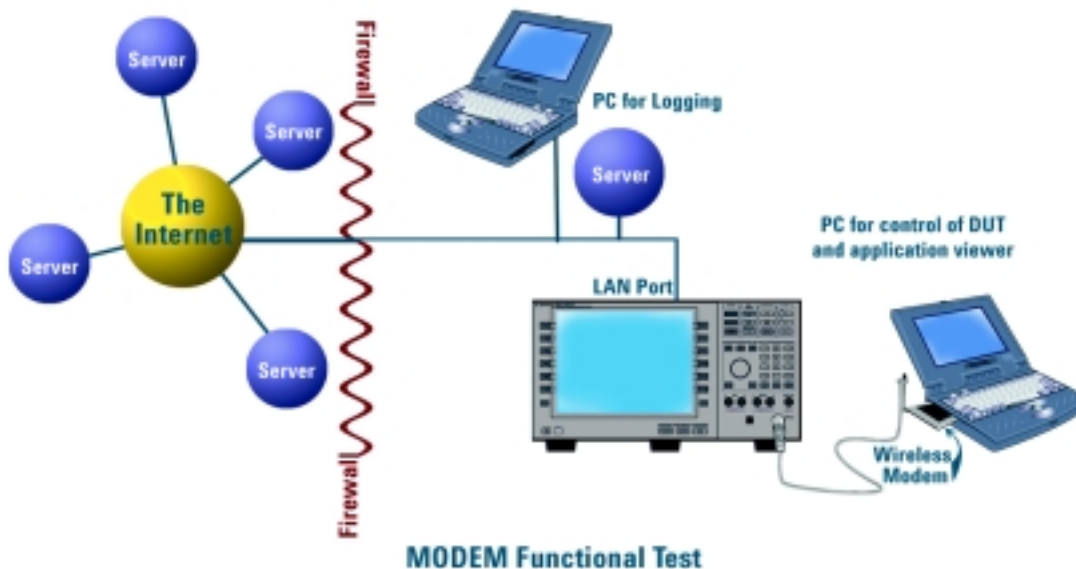 Server
Firewall
PC for Logging
Server
Server
The
Internet
PC for control of DUT
and application viewer
Server
LAN Port
Server
Wireless
Modem
Firewall
MODEM Functional Test